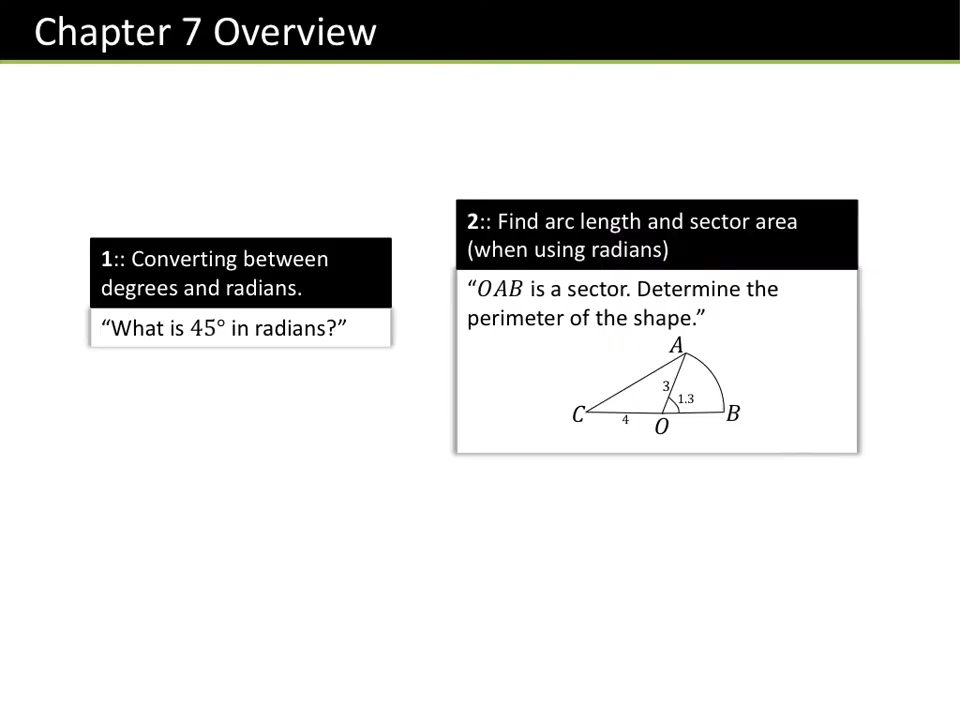 Chapter 7 Overview
1:: Converting between
degrees and radians.
“What is 45° in radians?”
2:: Find arc length and sector area
(when using radians)
“OAB is a sector. Determine the
perimeter of the shape.”
A
3
1.3
C
4
O
B